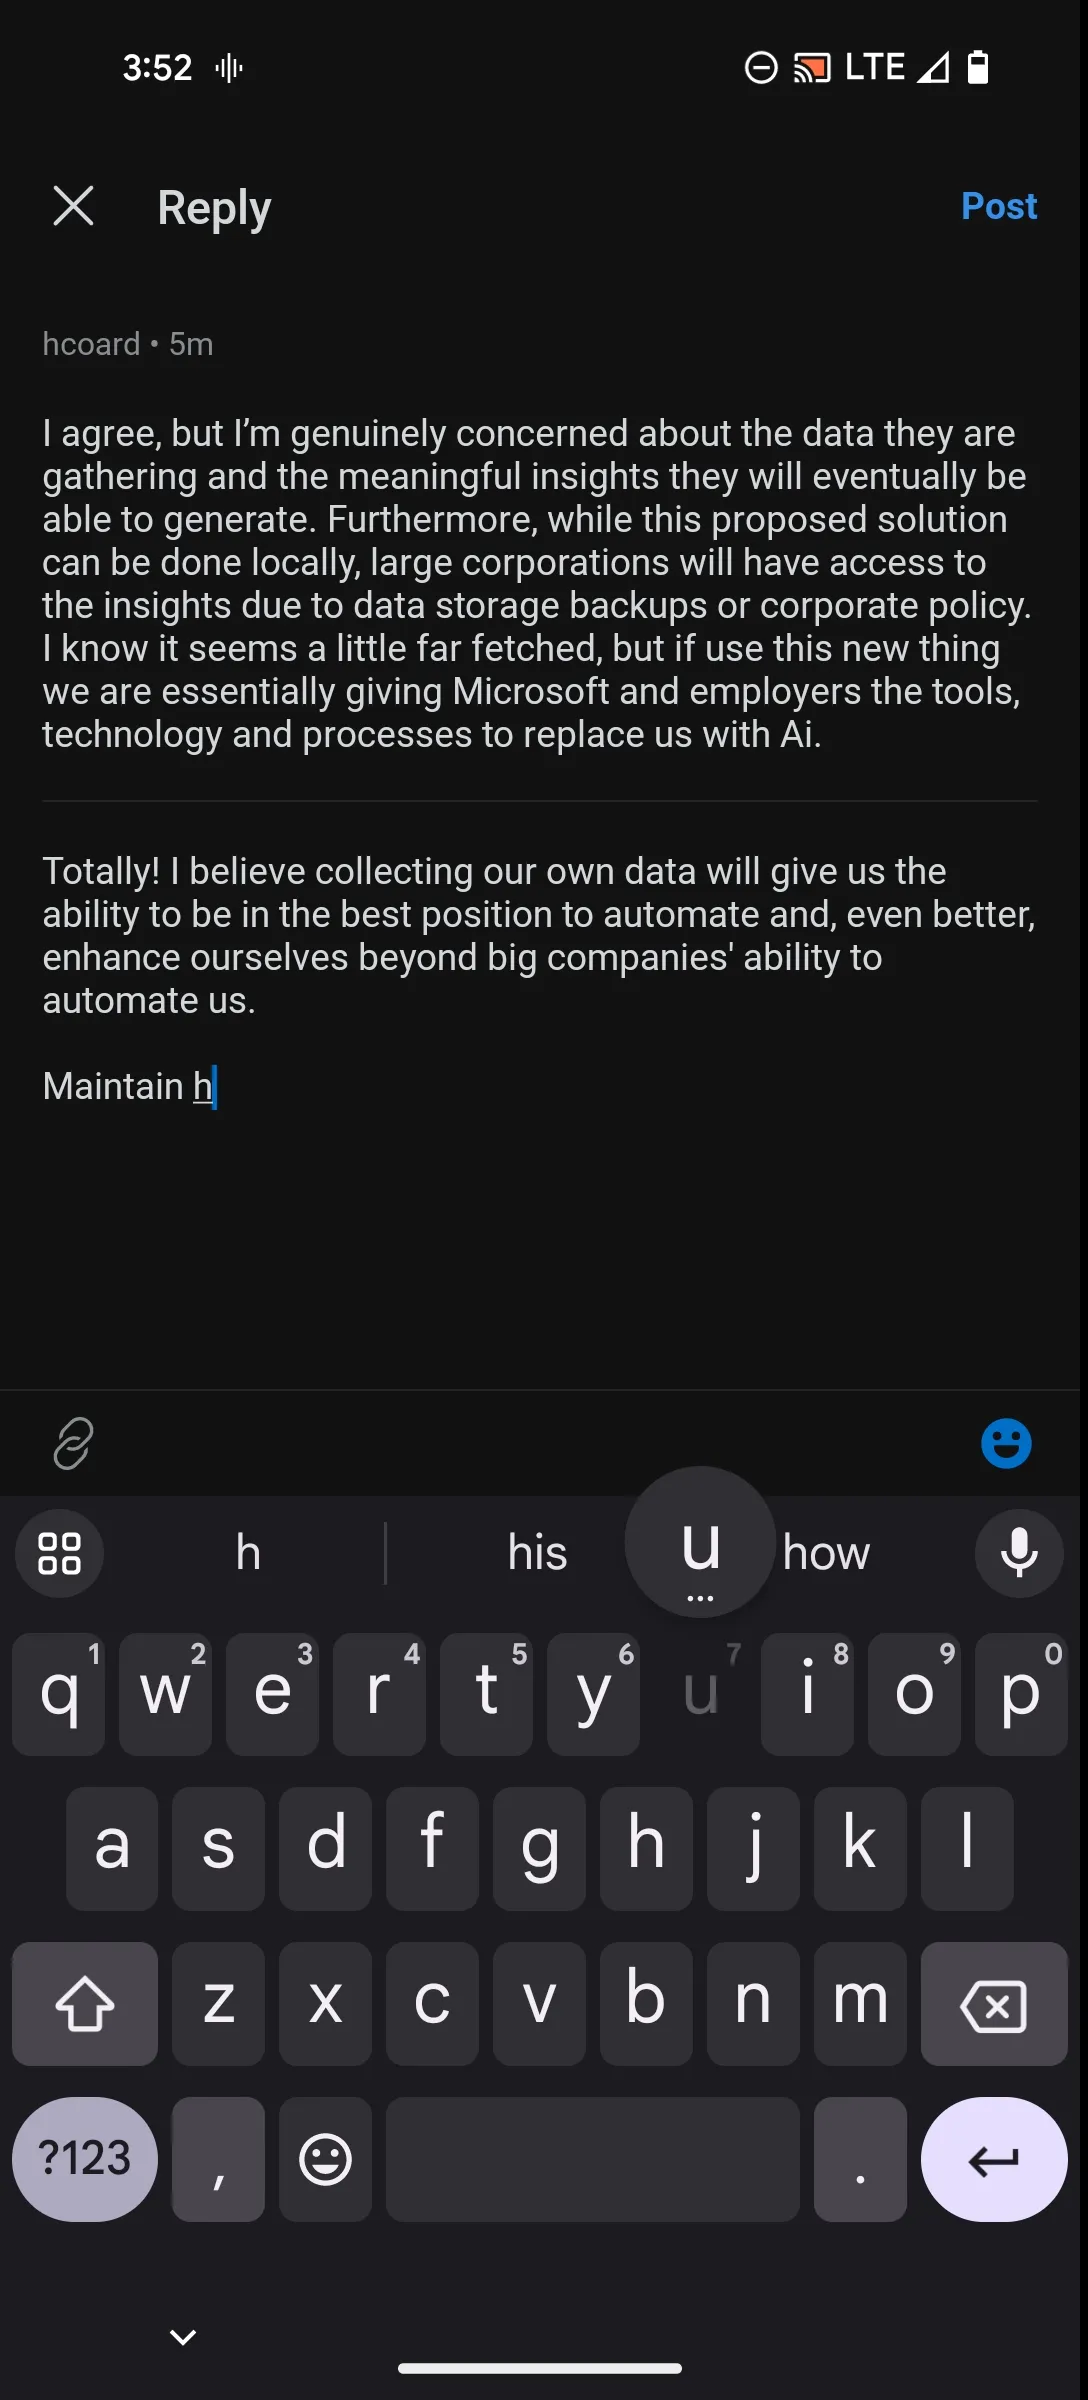 3:52 LTE
Reply Post
hcoard • 5m
I agree, but I’m genuinely concerned about the data they are
gathering and the meaningful insights they will eventually be
able to generate. Furthermore, while this proposed solution
can be done locally, large corporations will have access to
the insights due to data storage backups or corporate policy.
I know it seems a little far fetched, but if use this new thing
we are essentially giving Microsoft and employers the tools,
technology and processes to replace us with Ai.
Totally! I believe collecting our own data will give us the
ability to be in the best position to automate and, even better,
enhance ourselves beyond big companies' ability to
automate us.
Maintain h
h his u how
...
1 2 3 4 5 6 7 8 9 0
q w e r t y u i o p
a s d f g h j k l
z x c v b n m
?123 , .